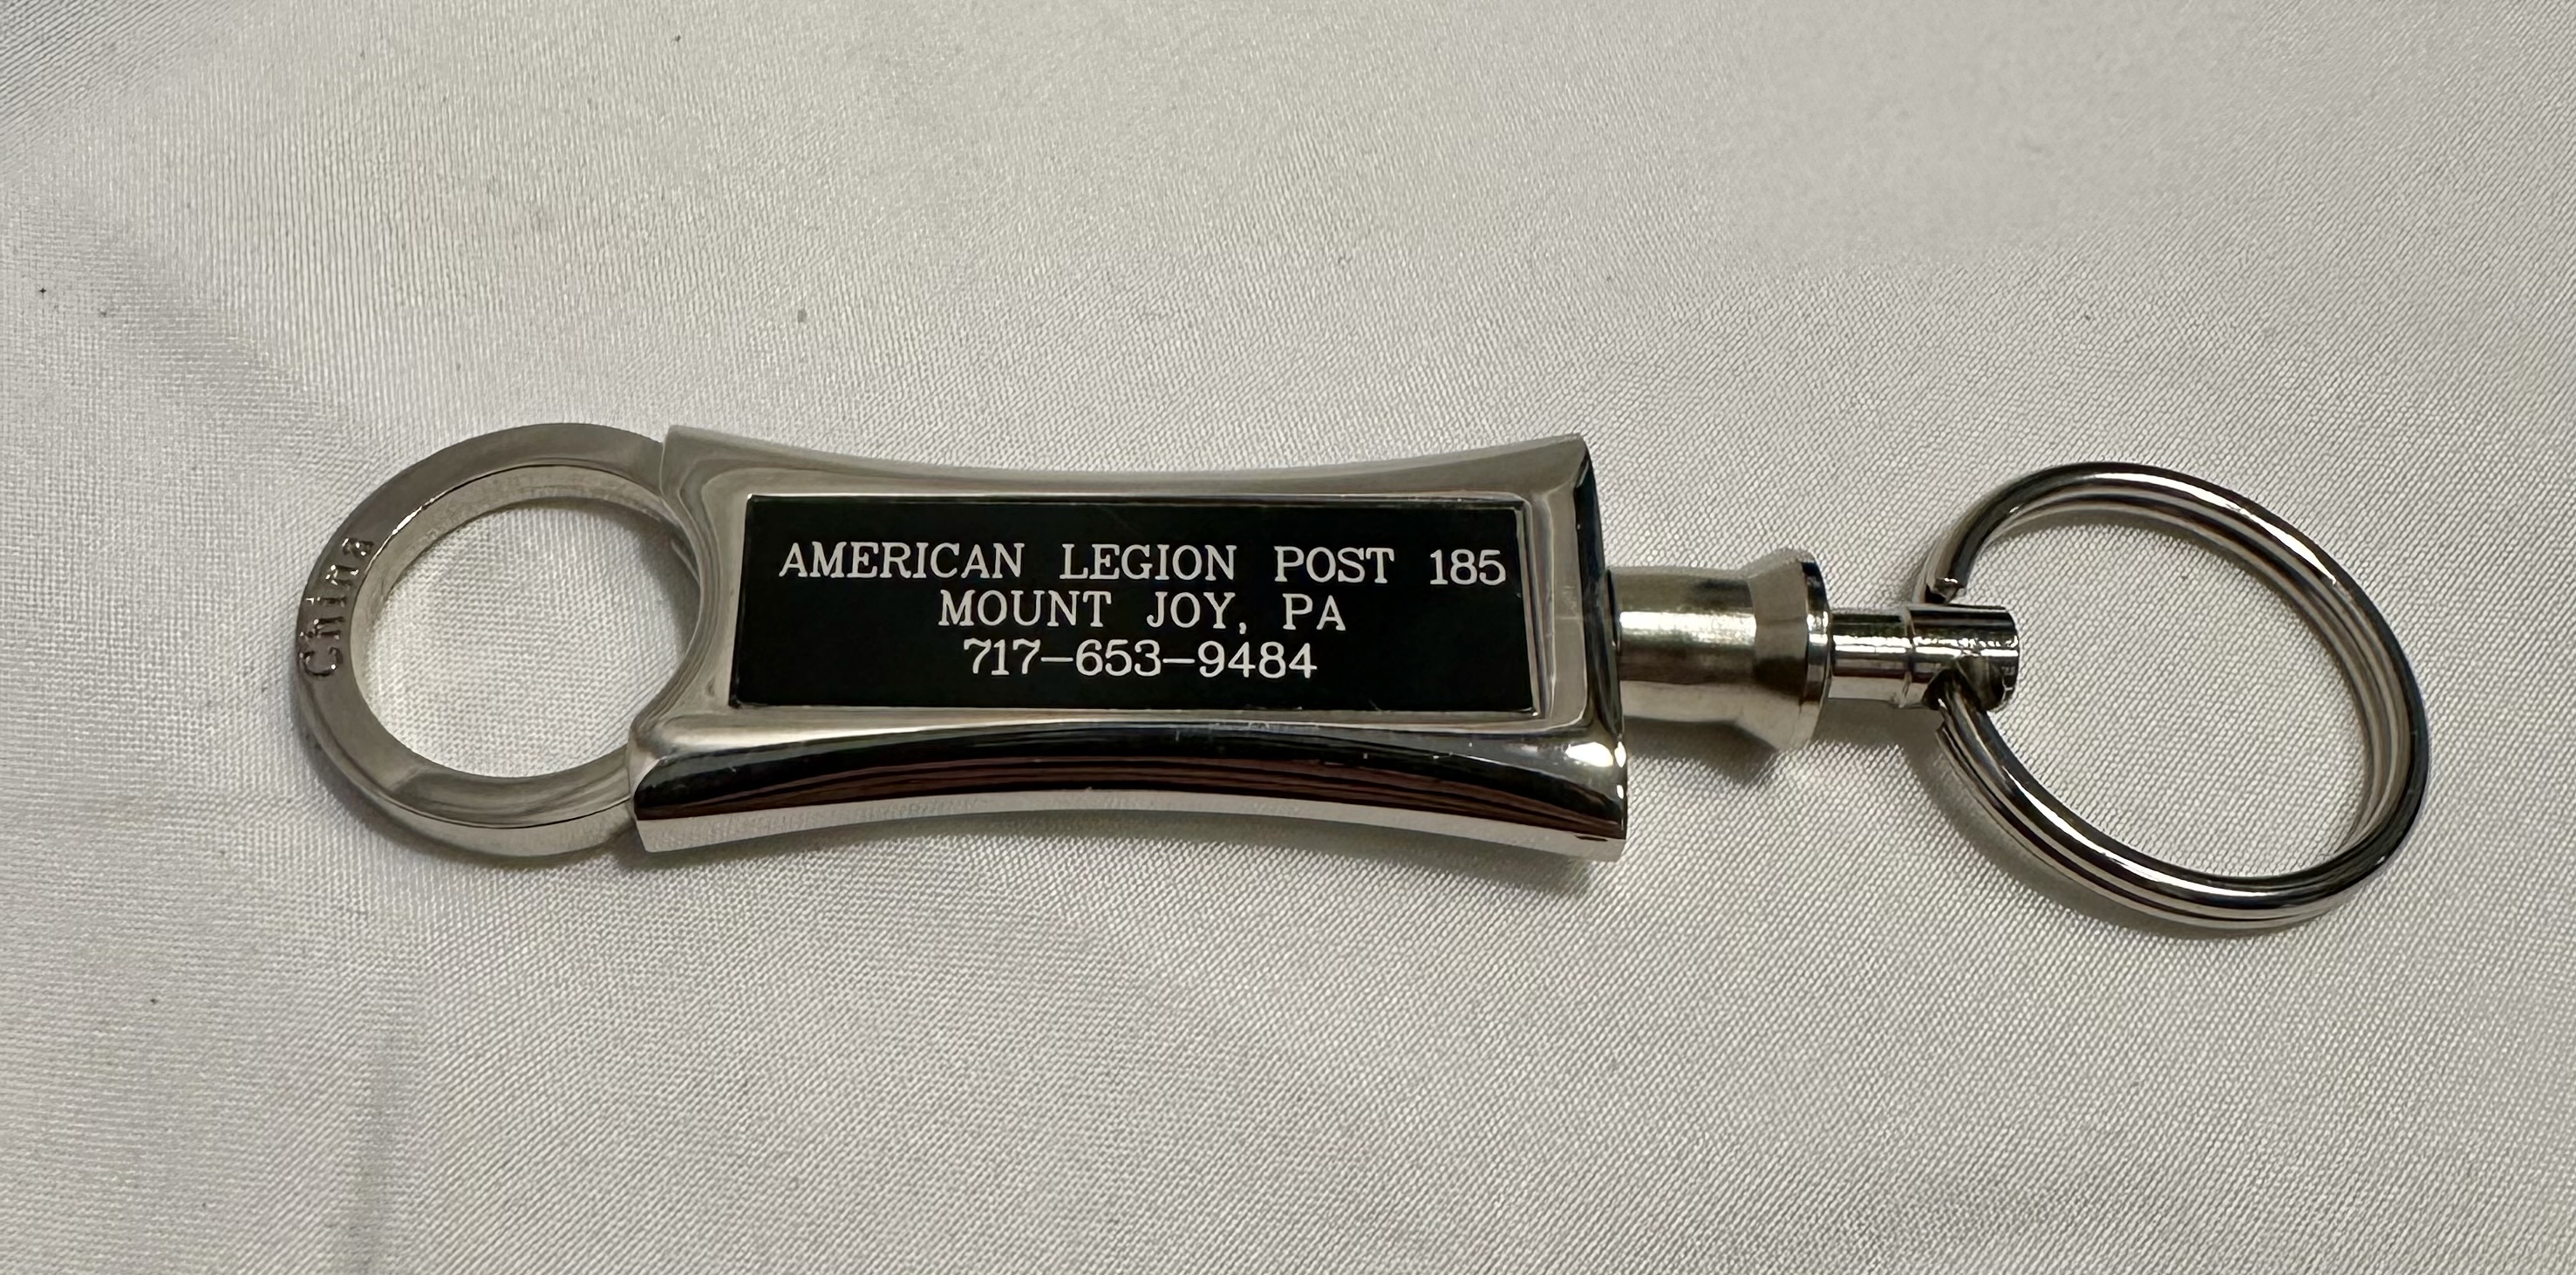 China
AMERICAN LEGION POST 185
MOUNT JOY, PA
717-653-9484